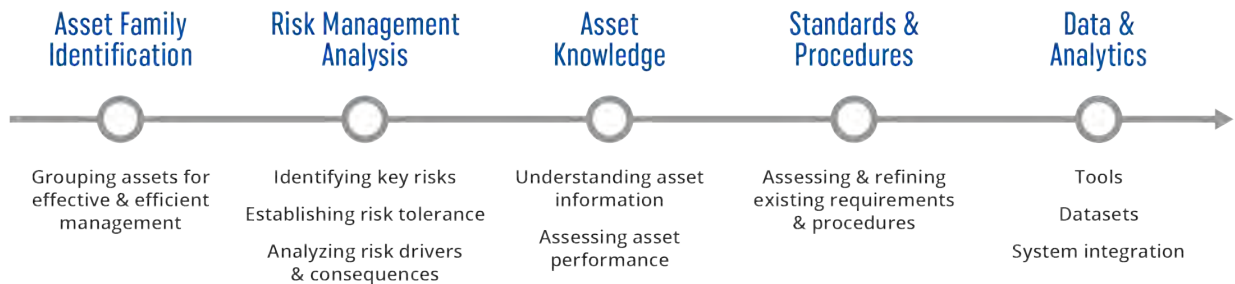 Asset Family
Identification
Grouping assets for
effective & efficient
management
Risk Management
Analysis
Identifying key risks
Establishing risk tolerance
Analyzing risk drivers
& consequences
Asset
Knowledge
Understanding asset
information
Assessing asset
performance
Standards &
Procedures
Assessing & refining
existing requirements
& procedures
Data &
Analytics
Tools
Datasets
System integration